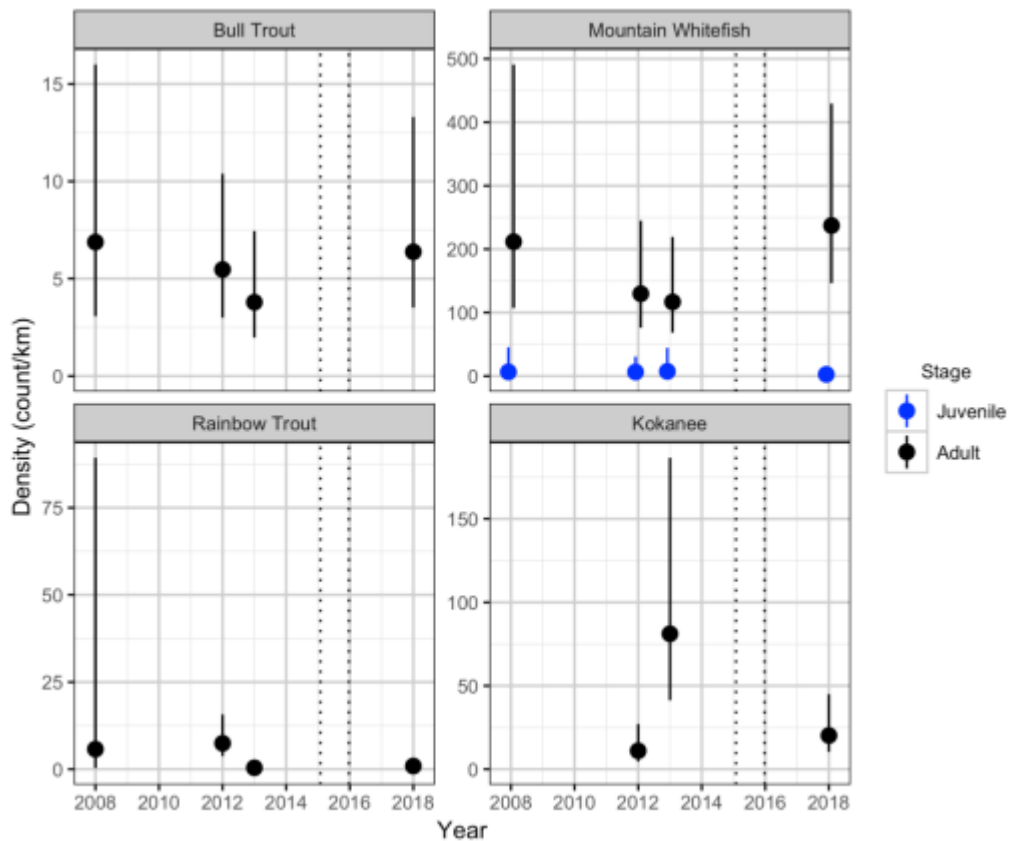 Bull Trout
Mountain Whitefish
15
10
5
0
500
400
300
200
100
0
Rainbow Trout
Kokanee
75
50
25
0
150
100
50
0
2008 2010 2012 2014 2016 2018
2008 2010 2012 2014 2016 2018
Density (count/km)
Year
Stage
Juvenile
Adult